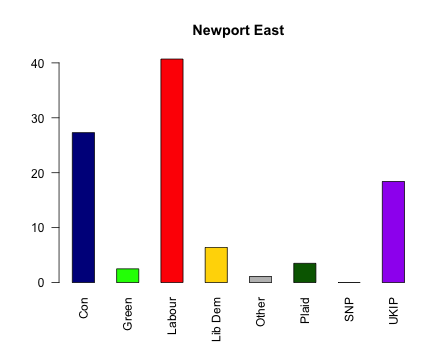 Newport East
40
30
20
10
0
Con
Green
Labour
Lib Dem
Other
Plaid
SNP
UKIP